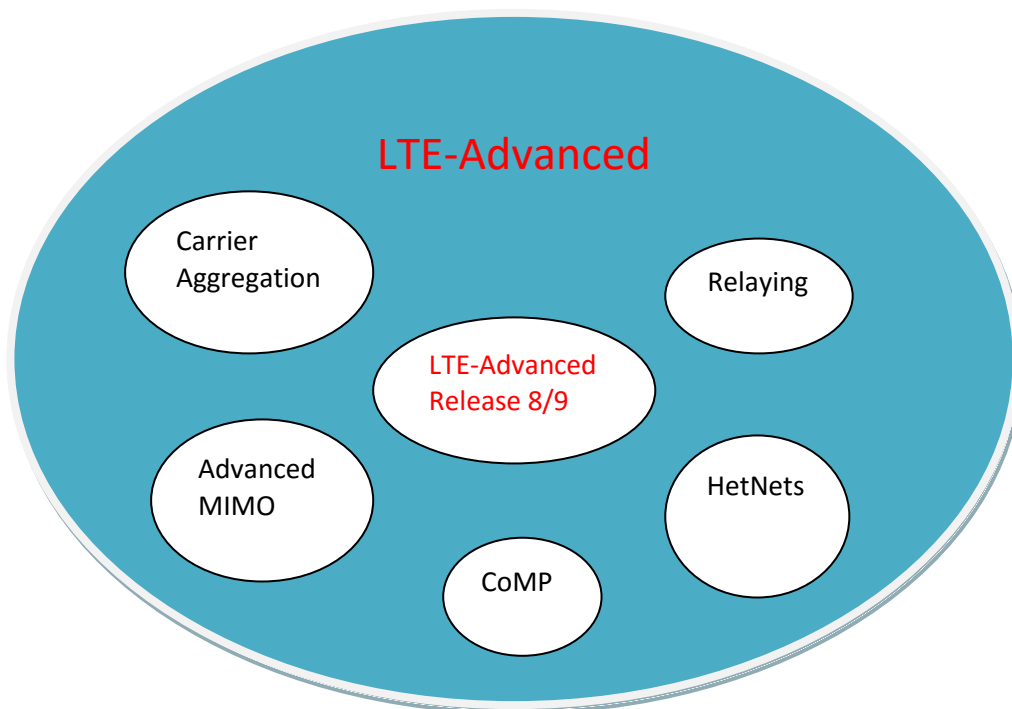 LTE-Advanced
Carrier
Aggregation
Relaying
LTE-Advanced
Release 8/9
Advanced
MIMO
HetNets
CoMP